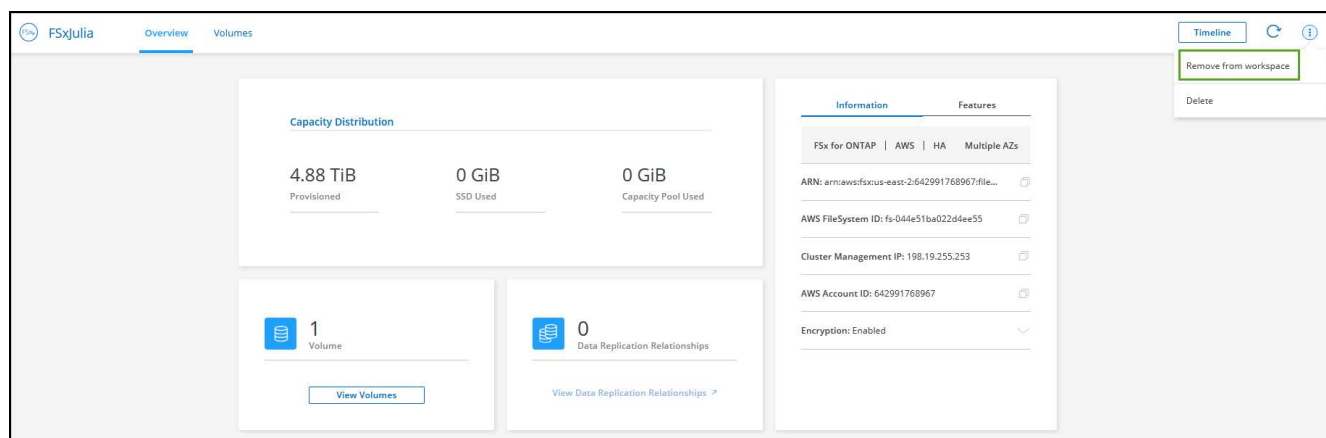 FSxN FSxJulia Overview Volumes Timeline
Remove from workspace
Delete
Capacity Distribution
4.88 TiB 0 GiB 0 GiB
Provisioned SSD Used Capacity Pool Used
Information Features
FSx for ONTAP | AWS | HA Multiple AZs
ARN: arn:aws:fsx:us-east-2:642991768967:file...
AWS FileSystem ID: fs-044e51ba022d4ee55
Cluster Management IP: 198.19.255.253
AWS Account ID: 642991768967
Encryption: Enabled
1
Volume
View Volumes
0
Data Replication Relationships
View Data Replication Relationships